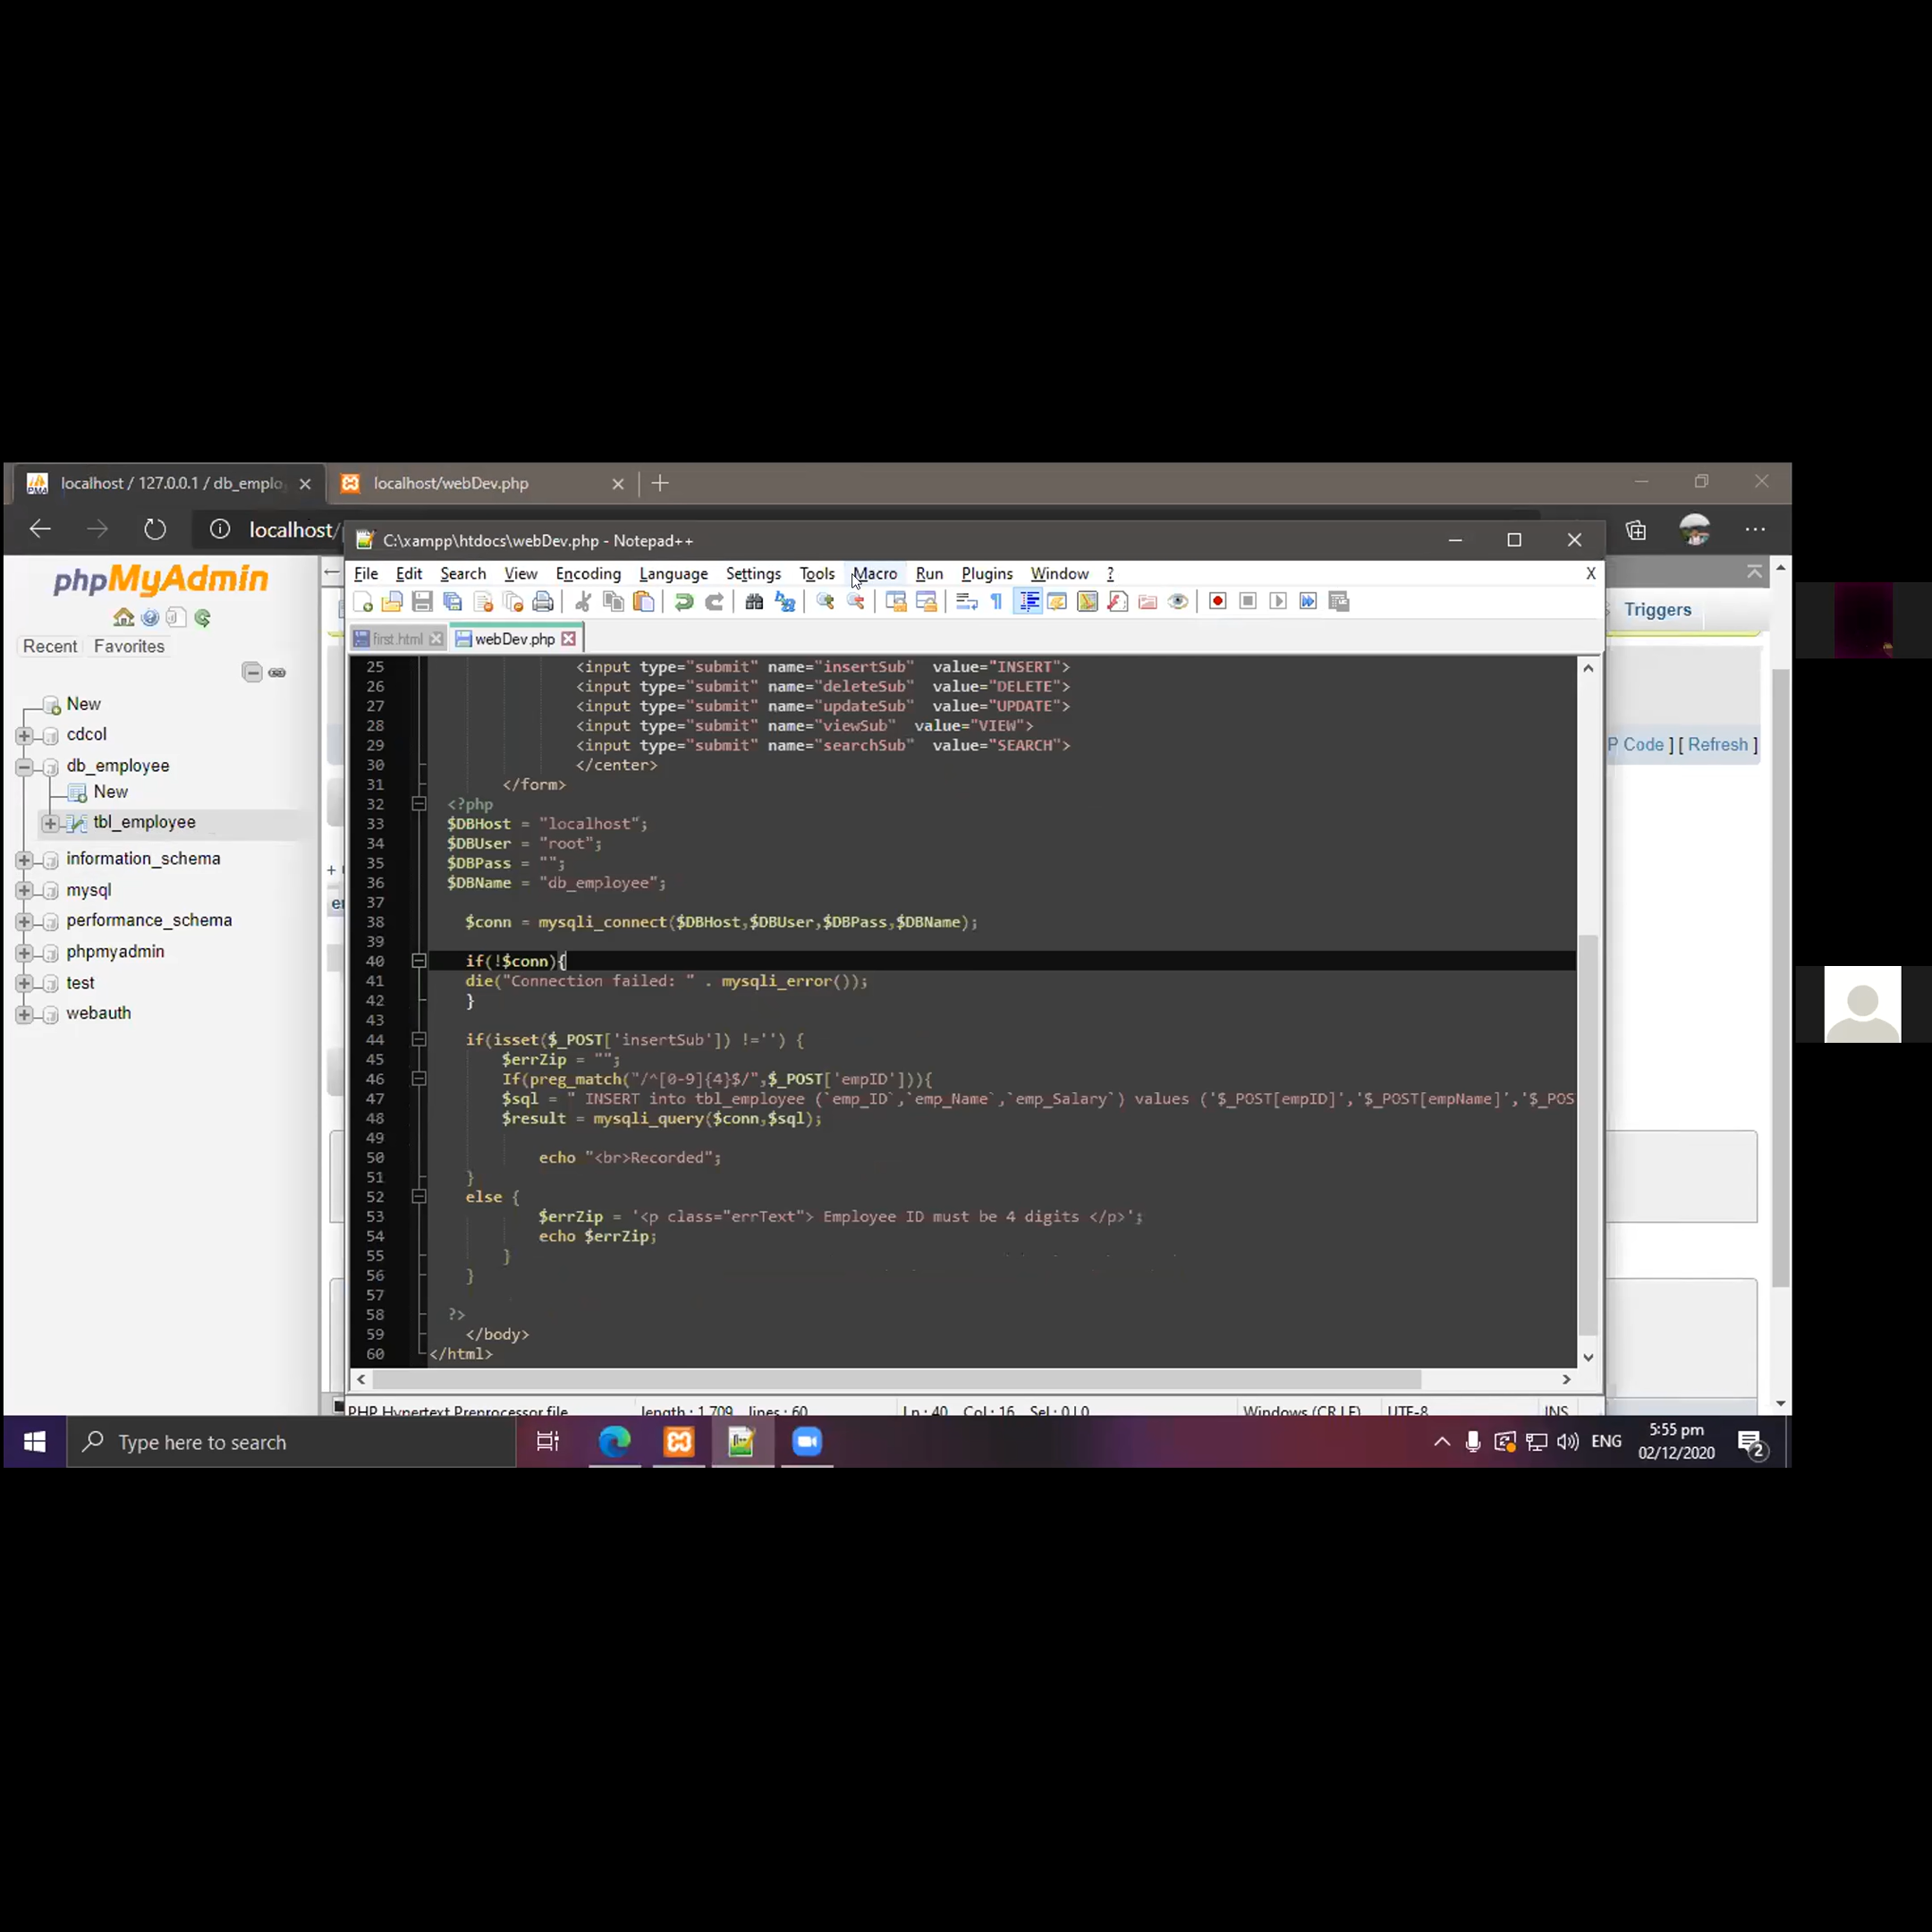 localhost / 127.0.0.1 / db_emplo
localhost/webDev.php
localhost/
C:\xampp\htdocs\webDev.php - Notepad++
phpMyAdmin
Recent Favorites
New
cdcol
db_employee
New
tbl_employee
information_schema
mysql
performance_schema
phpmyadmin
test
webauth
File Edit Search View Encoding Language Settings Tools Macro Run Plugins Window ? X
first.html webDev.php
25 <input type="submit" name="insertSub" value="INSERT">
26 <input type="submit" name="deleteSub" value="DELETE">
27 <input type="submit" name="updateSub" value="UPDATE">
28 <input type="submit" name="viewSub" value="VIEW">
29 <input type="submit" name="searchSub" value="SEARCH">
30 </center>
31 </form>
32 <?php
33 $DBHost = "localhost";
34 $DBUser = "root";
35 $DBPass = "";
36 $DBName = "db_employee";
37
38 $conn = mysqli_connect($DBHost,$DBUser,$DBPass,$DBName);
39
40 if(!$conn){
41 die("Connection failed: " . mysqli_error());
42 }
43
44 if(isset($_POST['insertSub']) !='') {
45 $errZip = "";
46 If(preg_match("/^[0-9]{4}$/",$_POST['empID'])){
47 $sql = " INSERT into tbl_employee (`emp_ID`,`emp_Name`,`emp_Salary`) values ('$_POST[empID]','$_POST[empName]','$_POS
48 $result = mysqli_query($conn,$sql);
49
50 echo "<br>Recorded";
51 }
52 else {
53 $errZip = '<p class="errText"> Employee ID must be 4 digits </p>';
54 echo $errZip;
55 }
56 }
57
58 ?>
59 </body>
60 </html>
PHP Hypertext Preprocessor file length : 1,709 lines : 60 Ln : 40 Col : 16 Sel : 0 | 0 Windows (CR LF) UTF-8 INS
Triggers
P Code ] [ Refresh ]
Type here to search
ENG
5:55 pm
02/12/2020
2